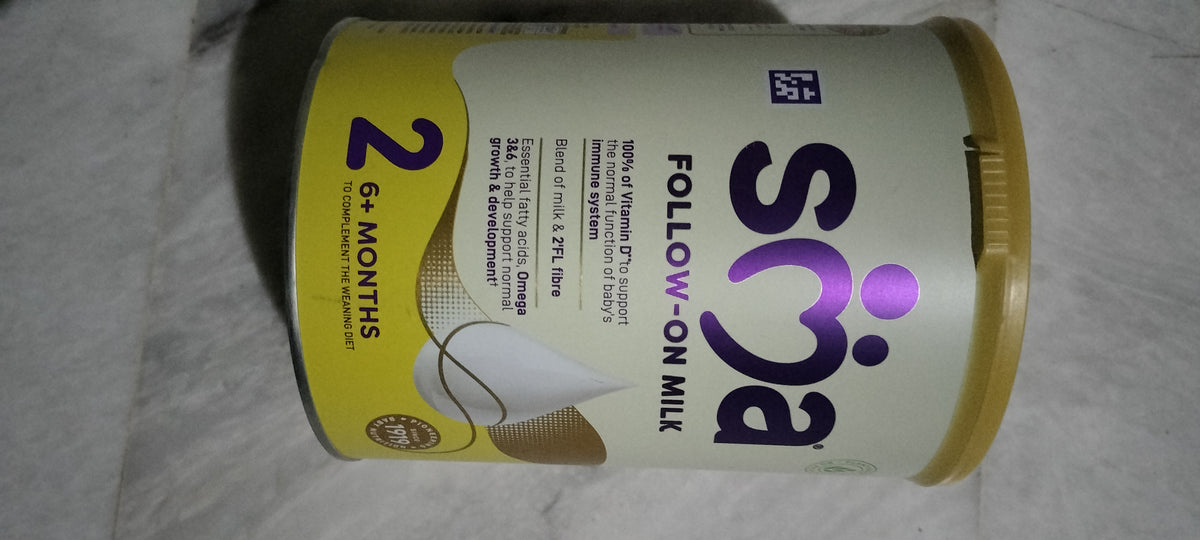 sma
FOLLOW-ON MILK
100% of Vitamin D** to support
the normal function of baby's
immune system
Blend of milk & 2'FL fibre
Essential fatty acids, Omega
3&6, to help support normal
growth & development†
2
6+ MONTHS
TO COMPLEMENT THE WEANING DIET
1919